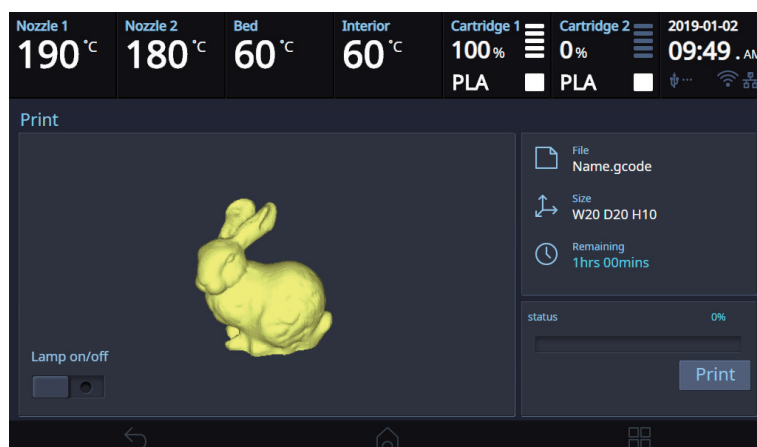 Nozzle 1
190 °C
Nozzle 2
180 °C
Bed
60 °C
Interior
60 °C
Cartridge 1
100 %
PLA
Cartridge 2
0 %
PLA
2019-01-02
09:49 . AM
Print
File
Name.gcode
Size
W20 D20 H10
Remaining
1hrs 00mins
status 0%
Lamp on/off
Print